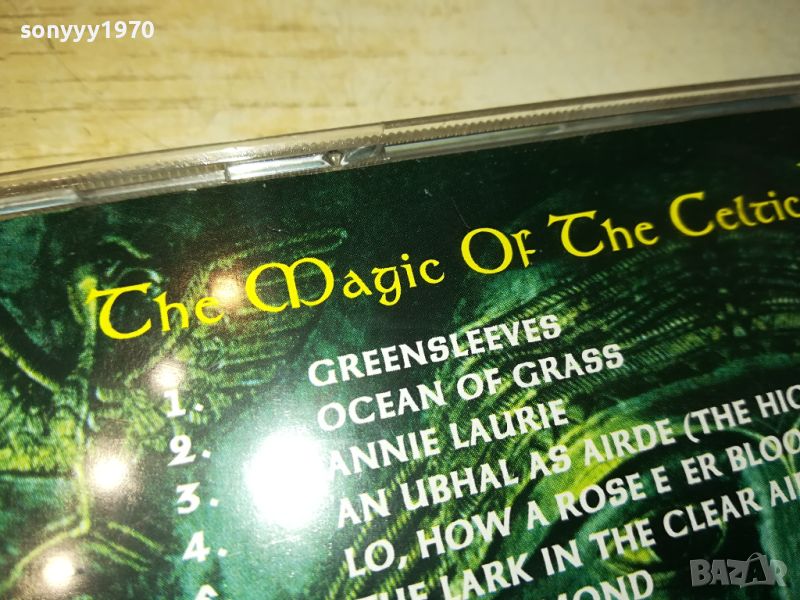 sonyyy1970
The Magic Of The Celtic
1. GREENSLEEVES
2. OCEAN OF GRASS
3. ANNIE LAURIE
4. AN UBHAL AS AIRDE (THE HIG
LO, HOW A ROSE E ER BLOO
THE LARK IN THE CLEAR AI
MOND
BAZAR